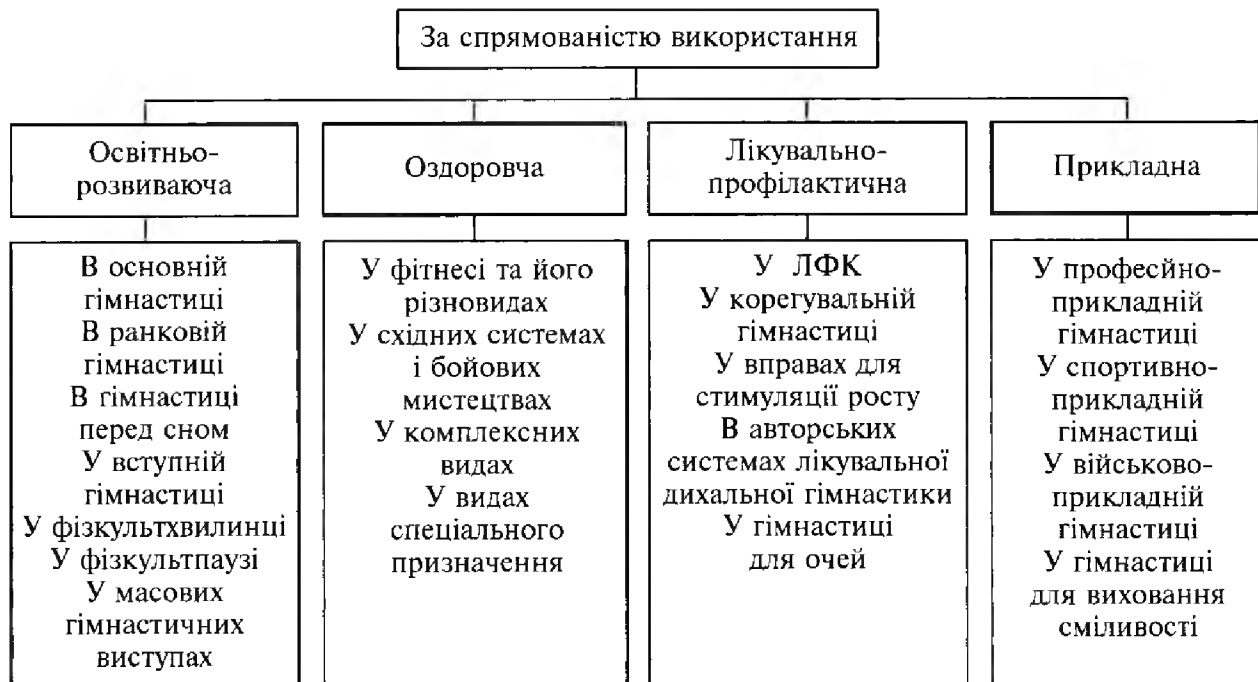 За спрямованістю використання
Освітньо-
розвиваюча
Оздоровча
Лікувально-
профілактична
Прикладна
В основній
гімнастиці
В ранковій
гімнастиці
В гімнастиці
перед сном
У вступній
гімнастиці
У фізкультхвилинці
У фізкультпаузі
У масових
гімнастичних
виступах
У фітнесі та його
різновидах
У східних системах
і бойових
мистецтвах
У комплексних
видах
У видах
спеціального
призначення
У ЛФК
У корегувальній
гімнастиці
У вправах для
стимуляції росту
В авторських
системах лікувальної
дихальної гімнастики
У гімнастиці
для очей
У професйно-
прикладній
гімнастиці
У спортивно-
прикладній
гімнастиці
У військово-
прикладній
гімнастиці
У гімнастиці
для виховання
сміливості